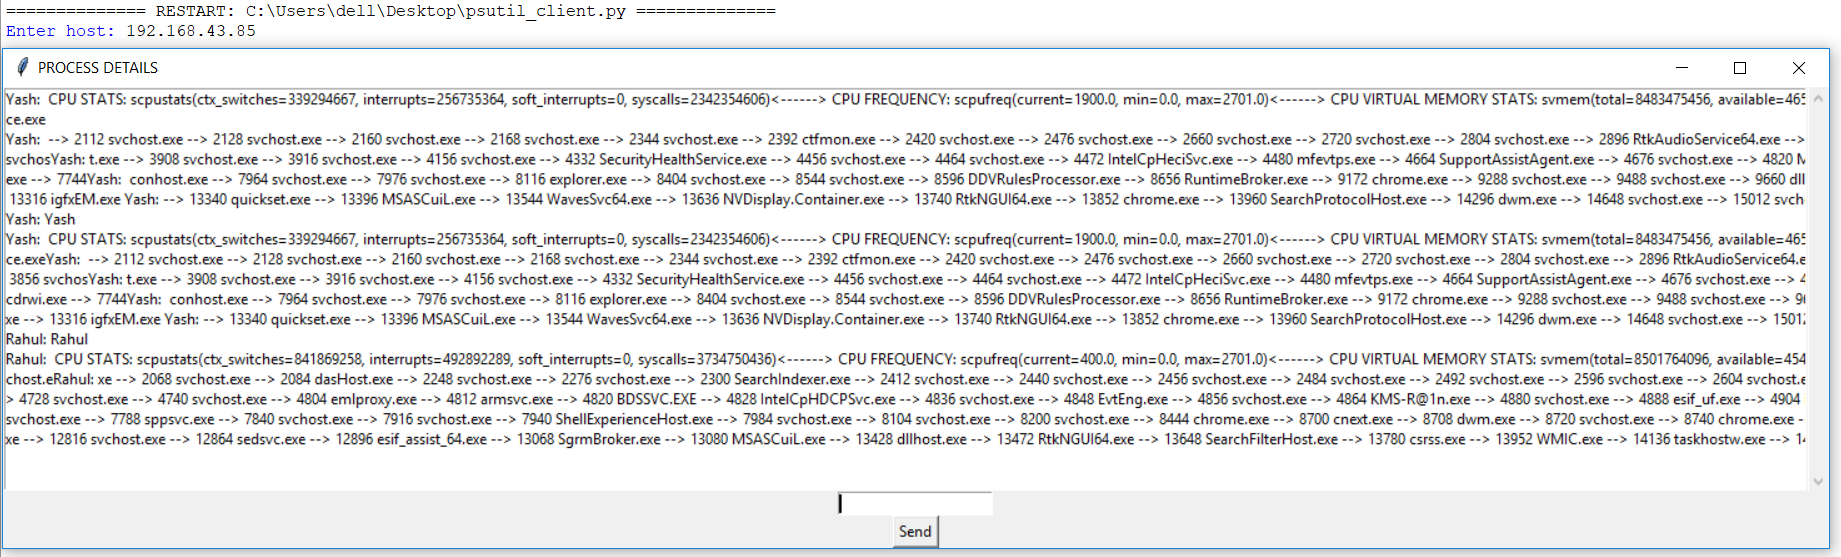 ============== RESTART: C:\Users\dell\Desktop\psutil_client.py ==============
Enter host: 192.168.43.85
PROCESS DETAILS
Yash:  CPU STATS: scpustats(ctx_switches=339294667, interrupts=256735364, soft_interrupts=0, syscalls=2342354606)<------> CPU FREQUENCY: scpufreq(current=1900.0, min=0.0, max=2701.0)<------> CPU VIRTUAL MEMORY STATS: svmem(total=8483475456, available=465
ce.exe
Yash:  --> 2112 svchost.exe --> 2128 svchost.exe --> 2160 svchost.exe --> 2168 svchost.exe --> 2344 svchost.exe --> 2392 ctfmon.exe --> 2420 svchost.exe --> 2476 svchost.exe --> 2660 svchost.exe --> 2720 svchost.exe --> 2804 svchost.exe --> 2896 RtkAudioService64.exe -->
svchosYash: t.exe --> 3908 svchost.exe --> 3916 svchost.exe --> 4156 svchost.exe --> 4332 SecurityHealthService.exe --> 4456 svchost.exe --> 4464 svchost.exe --> 4472 IntelCpHeciSvc.exe --> 4480 mfevtps.exe --> 4664 SupportAssistAgent.exe --> 4676 svchost.exe --> 4820 M
exe --> 7744Yash:  conhost.exe --> 7964 svchost.exe --> 7976 svchost.exe --> 8116 explorer.exe --> 8404 svchost.exe --> 8544 svchost.exe --> 8596 DDVRulesProcessor.exe --> 8656 RuntimeBroker.exe --> 9172 chrome.exe --> 9288 svchost.exe --> 9488 svchost.exe --> 9660 dll
13316 igfxEM.exe Yash: --> 13340 quickset.exe --> 13396 MSASCuiL.exe --> 13544 WavesSvc64.exe --> 13636 NVDisplay.Container.exe --> 13740 RtkNGUI64.exe --> 13852 chrome.exe --> 13960 SearchProtocolHost.exe --> 14296 dwm.exe --> 14648 svchost.exe --> 15012 svch
Yash: Yash
Yash:  CPU STATS: scpustats(ctx_switches=339294667, interrupts=256735364, soft_interrupts=0, syscalls=2342354606)<------> CPU FREQUENCY: scpufreq(current=1900.0, min=0.0, max=2701.0)<------> CPU VIRTUAL MEMORY STATS: svmem(total=8483475456, available=465
ce.exeYash:  --> 2112 svchost.exe --> 2128 svchost.exe --> 2160 svchost.exe --> 2168 svchost.exe --> 2344 svchost.exe --> 2392 ctfmon.exe --> 2420 svchost.exe --> 2476 svchost.exe --> 2660 svchost.exe --> 2720 svchost.exe --> 2804 svchost.exe --> 2896 RtkAudioService64.e
3856 svchosYash: t.exe --> 3908 svchost.exe --> 3916 svchost.exe --> 4156 svchost.exe --> 4332 SecurityHealthService.exe --> 4456 svchost.exe --> 4464 svchost.exe --> 4472 IntelCpHeciSvc.exe --> 4480 mfevtps.exe --> 4664 SupportAssistAgent.exe --> 4676 svchost.exe --> 4
cdrwi.exe --> 7744Yash:  conhost.exe --> 7964 svchost.exe --> 7976 svchost.exe --> 8116 explorer.exe --> 8404 svchost.exe --> 8544 svchost.exe --> 8596 DDVRulesProcessor.exe --> 8656 RuntimeBroker.exe --> 9172 chrome.exe --> 9288 svchost.exe --> 9488 svchost.exe --> 96
xe --> 13316 igfxEM.exe Yash: --> 13340 quickset.exe --> 13396 MSASCuiL.exe --> 13544 WavesSvc64.exe --> 13636 NVDisplay.Container.exe --> 13740 RtkNGUI64.exe --> 13852 chrome.exe --> 13960 SearchProtocolHost.exe --> 14296 dwm.exe --> 14648 svchost.exe --> 15012
Rahul: Rahul
Rahul:  CPU STATS: scpustats(ctx_switches=841869258, interrupts=492892289, soft_interrupts=0, syscalls=3734750436)<------> CPU FREQUENCY: scpufreq(current=400.0, min=0.0, max=2701.0)<------> CPU VIRTUAL MEMORY STATS: svmem(total=8501764096, available=454
chost.eRahul: xe --> 2068 svchost.exe --> 2084 dasHost.exe --> 2248 svchost.exe --> 2276 svchost.exe --> 2300 SearchIndexer.exe --> 2412 svchost.exe --> 2440 svchost.exe --> 2456 svchost.exe --> 2484 svchost.exe --> 2492 svchost.exe --> 2596 svchost.exe --> 2604 svchost.e
> 4728 svchost.exe --> 4740 svchost.exe --> 4804 emlproxy.exe --> 4812 armsvc.exe --> 4820 BDSSVC.EXE --> 4828 IntelCpHDCPSvc.exe --> 4836 svchost.exe --> 4848 EvtEng.exe --> 4856 svchost.exe --> 4864 KMS-R@1n.exe --> 4880 svchost.exe --> 4888 esif_uf.exe --> 4904
svchost.exe --> 7788 sppsvc.exe --> 7840 svchost.exe --> 7916 svchost.exe --> 7940 ShellExperienceHost.exe --> 7984 svchost.exe --> 8104 svchost.exe --> 8200 svchost.exe --> 8444 chrome.exe --> 8700 cnext.exe --> 8708 dwm.exe --> 8720 svchost.exe --> 8740 chrome.exe -
xe --> 12816 svchost.exe --> 12864 sedsvc.exe --> 12896 esif_assist_64.exe --> 13068 SgrmBroker.exe --> 13080 MSASCuiL.exe --> 13428 dllhost.exe --> 13472 RtkNGUI64.exe --> 13648 SearchFilterHost.exe --> 13780 csrss.exe --> 13952 WMIC.exe --> 14136 taskhostw.exe --> 14
Send